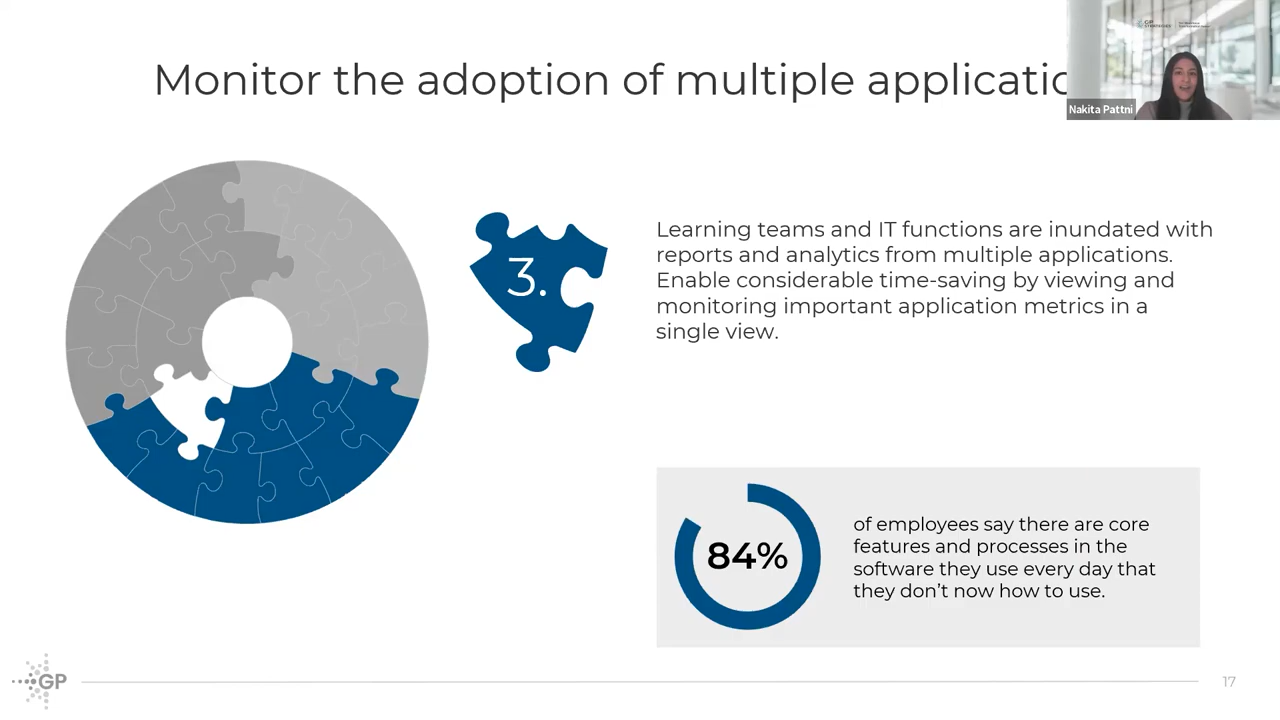 Monitor the adoption of multiple applicatio
Nakita Pattni
3.
Learning teams and IT functions are inundated with
reports and analytics from multiple applications.
Enable considerable time-saving by viewing and
monitoring important application metrics in a
single view.
84%
of employees say there are core
features and processes in the
software they use every day that
they don’t now how to use.
GP
17